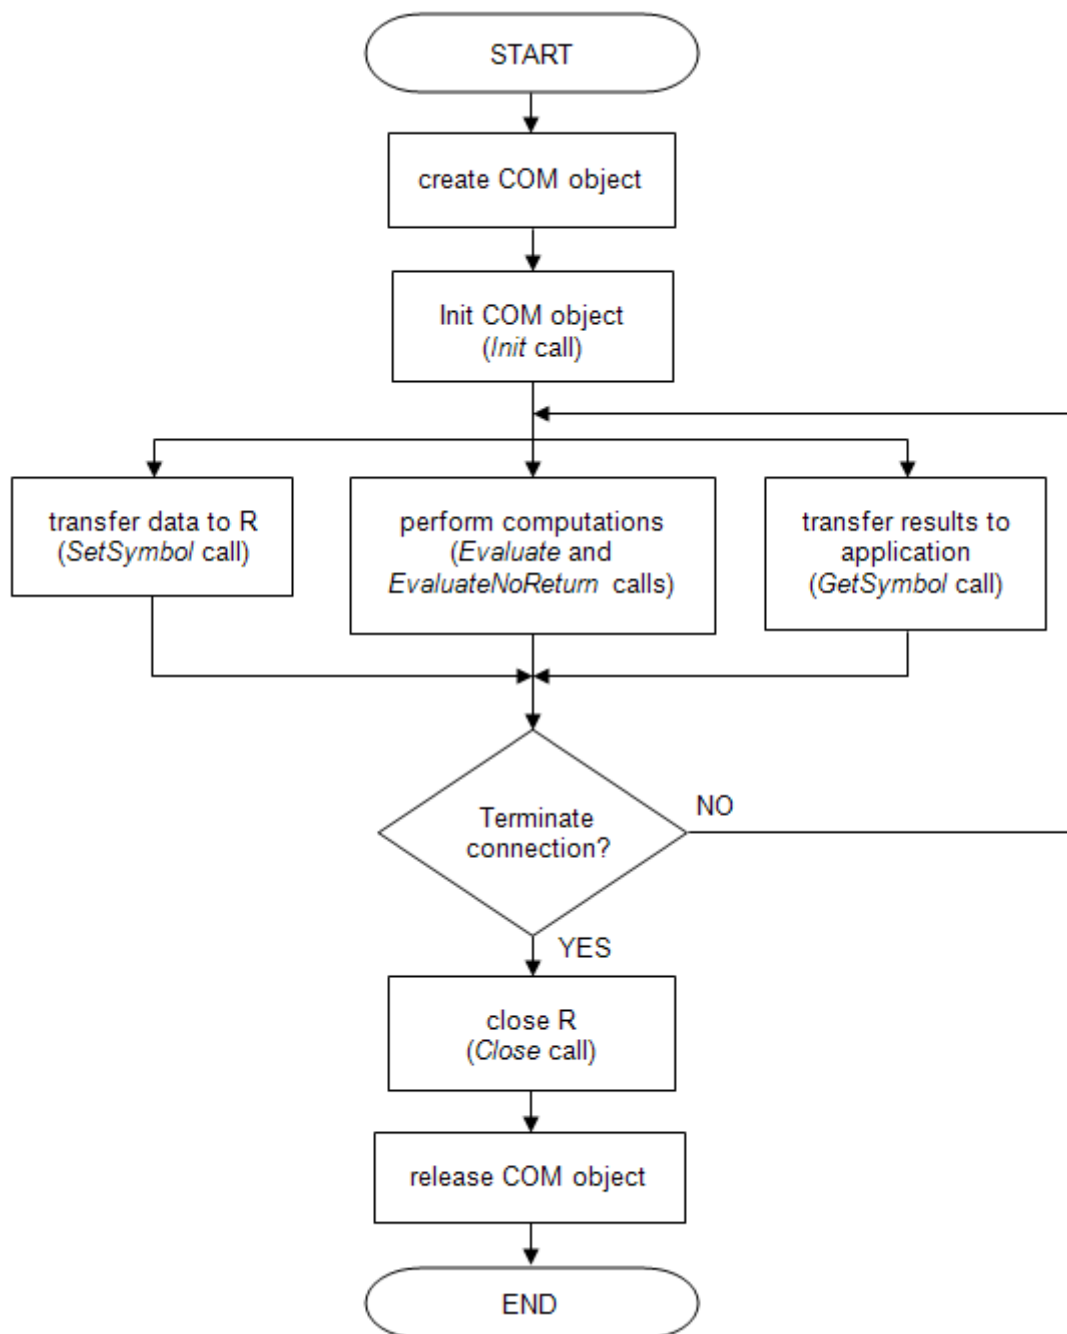 START
create COM object
Init COM object
(Init call)
transfer data to R
(SetSymbol call)
perform computations
(Evaluate and
EvaluateNoReturn calls)
transfer results to
application
(GetSymbol call)
Terminate
connection?
NO
YES
close R
(Close call)
release COM object
END